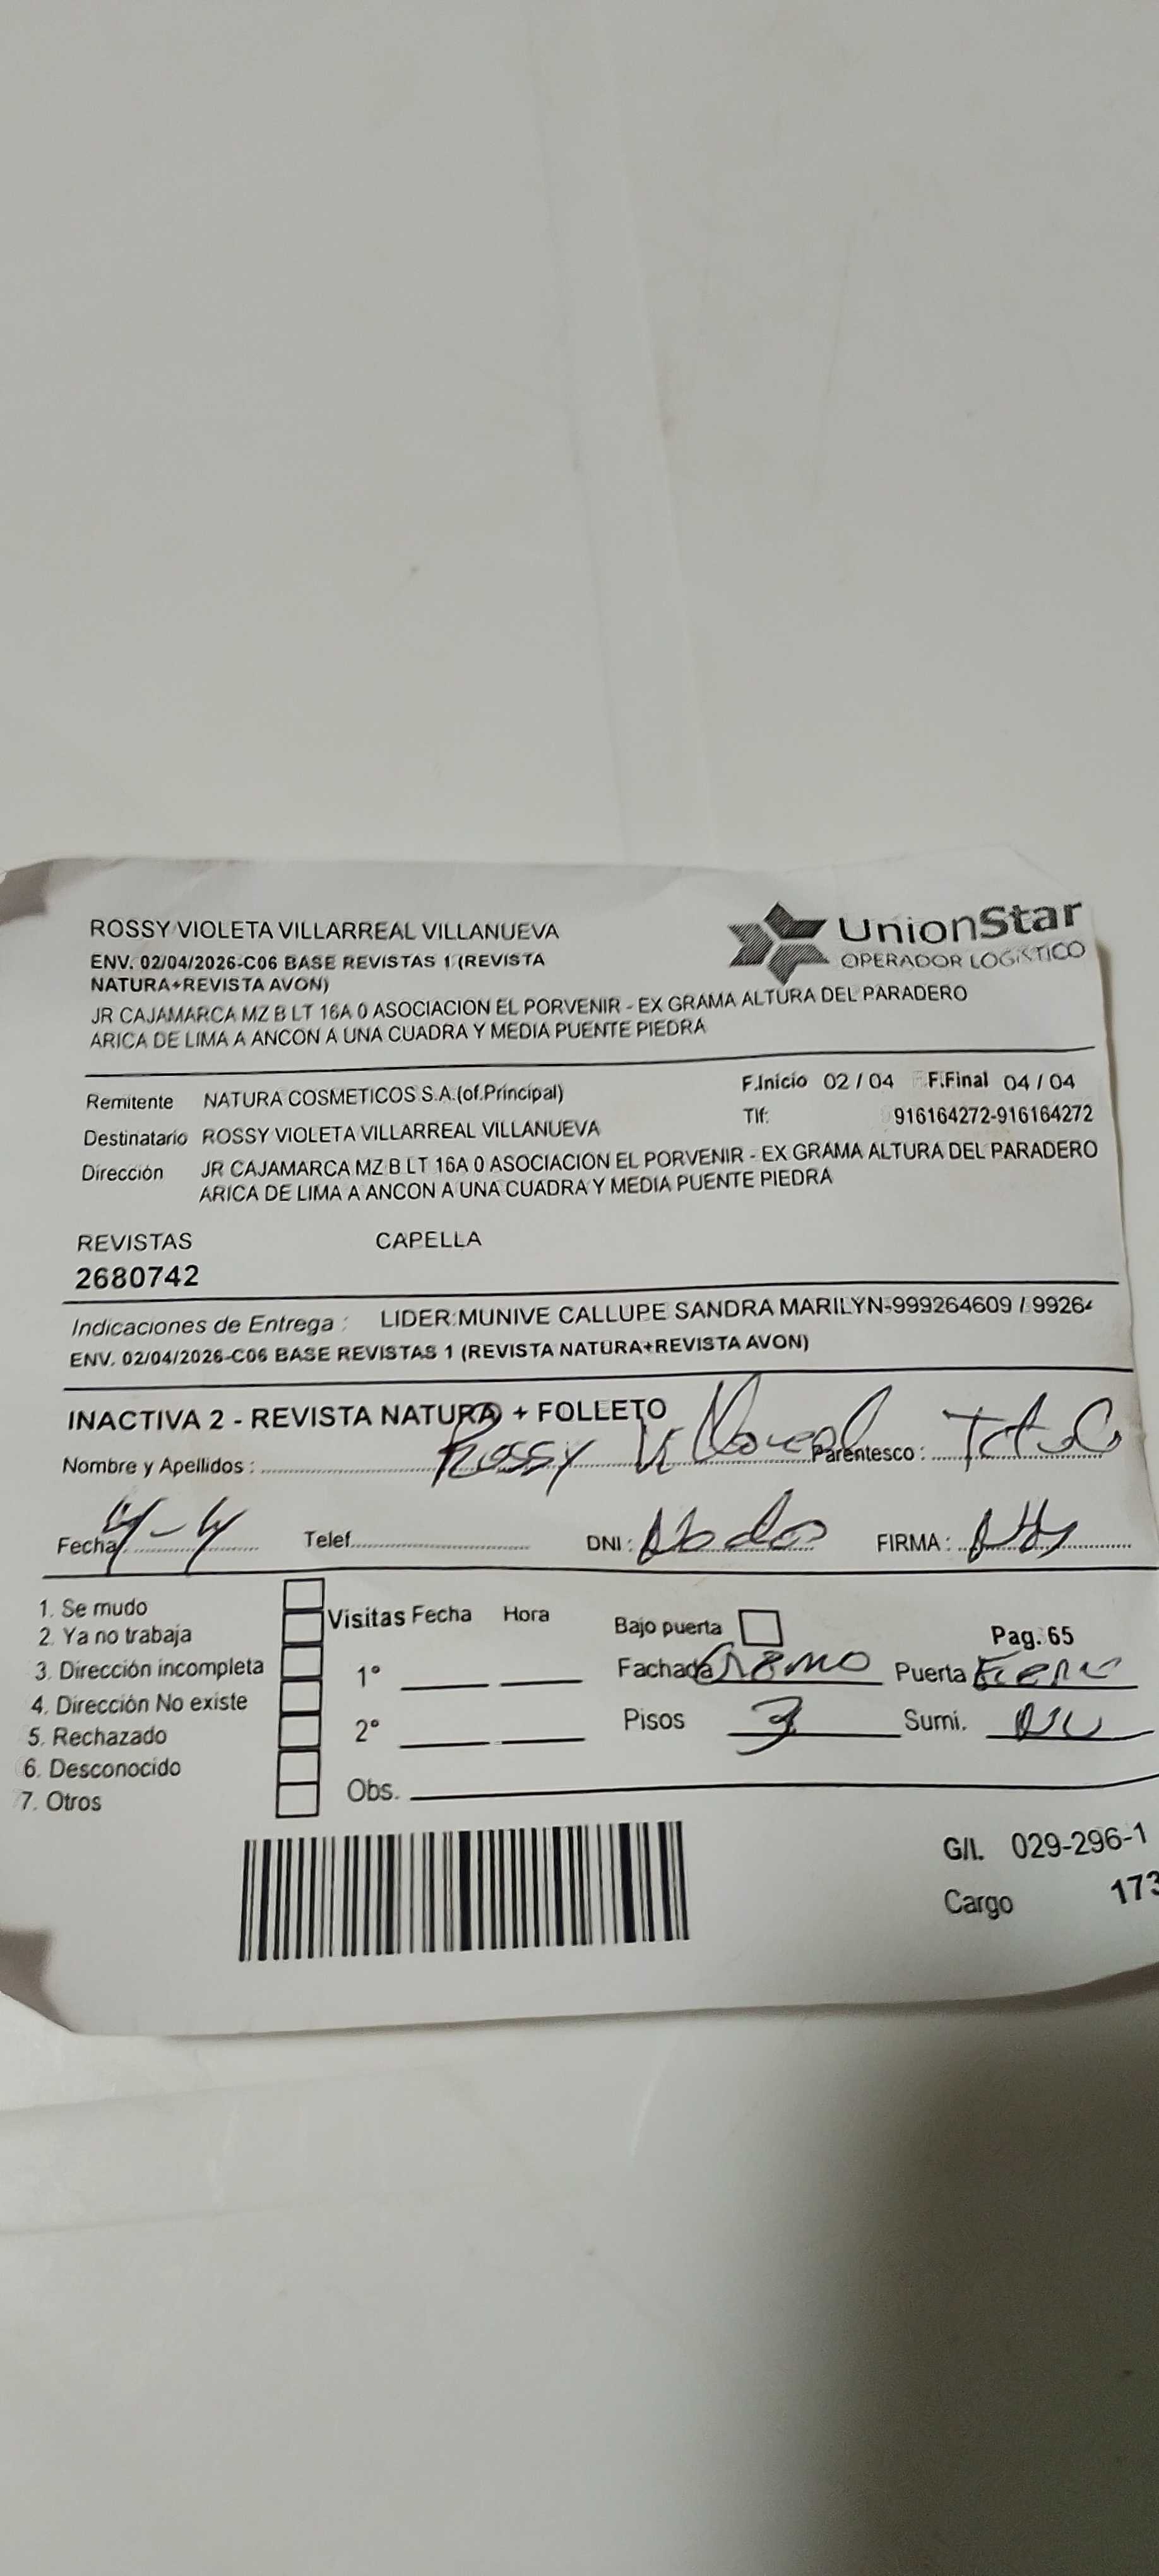 ROSSY VIOLETA VILLARREAL VILLANUEVA
UnionStar
OPERADOR LOGISTICO
ENV. 02/04/2026-C06 BASE REVISTAS 1 (REVISTA
NATURA+REVISTA AVON)
JR CAJAMARCA MZ B LT 16A 0 ASOCIACION EL PORVENIR - EX GRAMA ALTURA DEL PARADERO
ARICA DE LIMA A ANCON A UNA CUADRA Y MEDIA PUENTE PIEDRA
Remitente NATURA COSMETICOS S.A.(of.Principal) F.Inicio 02 / 04 F.Final 04 / 04
Tlf: 916164272-916164272
Destinatario ROSSY VIOLETA VILLARREAL VILLANUEVA
Dirección JR CAJAMARCA MZ B LT 16A 0 ASOCIACION EL PORVENIR - EX GRAMA ALTURA DEL PARADERO
ARICA DE LIMA A ANCON A UNA CUADRA Y MEDIA PUENTE PIEDRA
REVISTAS CAPELLA
2680742
Indicaciones de Entrega : LIDER:MUNIVE CALLUPE SANDRA MARILYN-999264609 / 9926
ENV. 02/04/2026-C06 BASE REVISTAS 1 (REVISTA NATURA+REVISTA AVON)
INACTIVA 2 - REVISTA NATURA + FOLLETO
Nombre y Apellidos : Rossy Villareal Parentesco :
Fecha 4-4 Telef. DNI : FIRMA :
1. Se mudo
2. Ya no trabaja
3. Dirección incompleta
4. Dirección No existe
5. Rechazado
6. Desconocido
7. Otros
Visitas Fecha Hora
1°
2°
Obs.
Bajo puerta Pag. 65
Fachada Puerta
Pisos 3 Sumi.
G/I. 029-296-1
Cargo 173